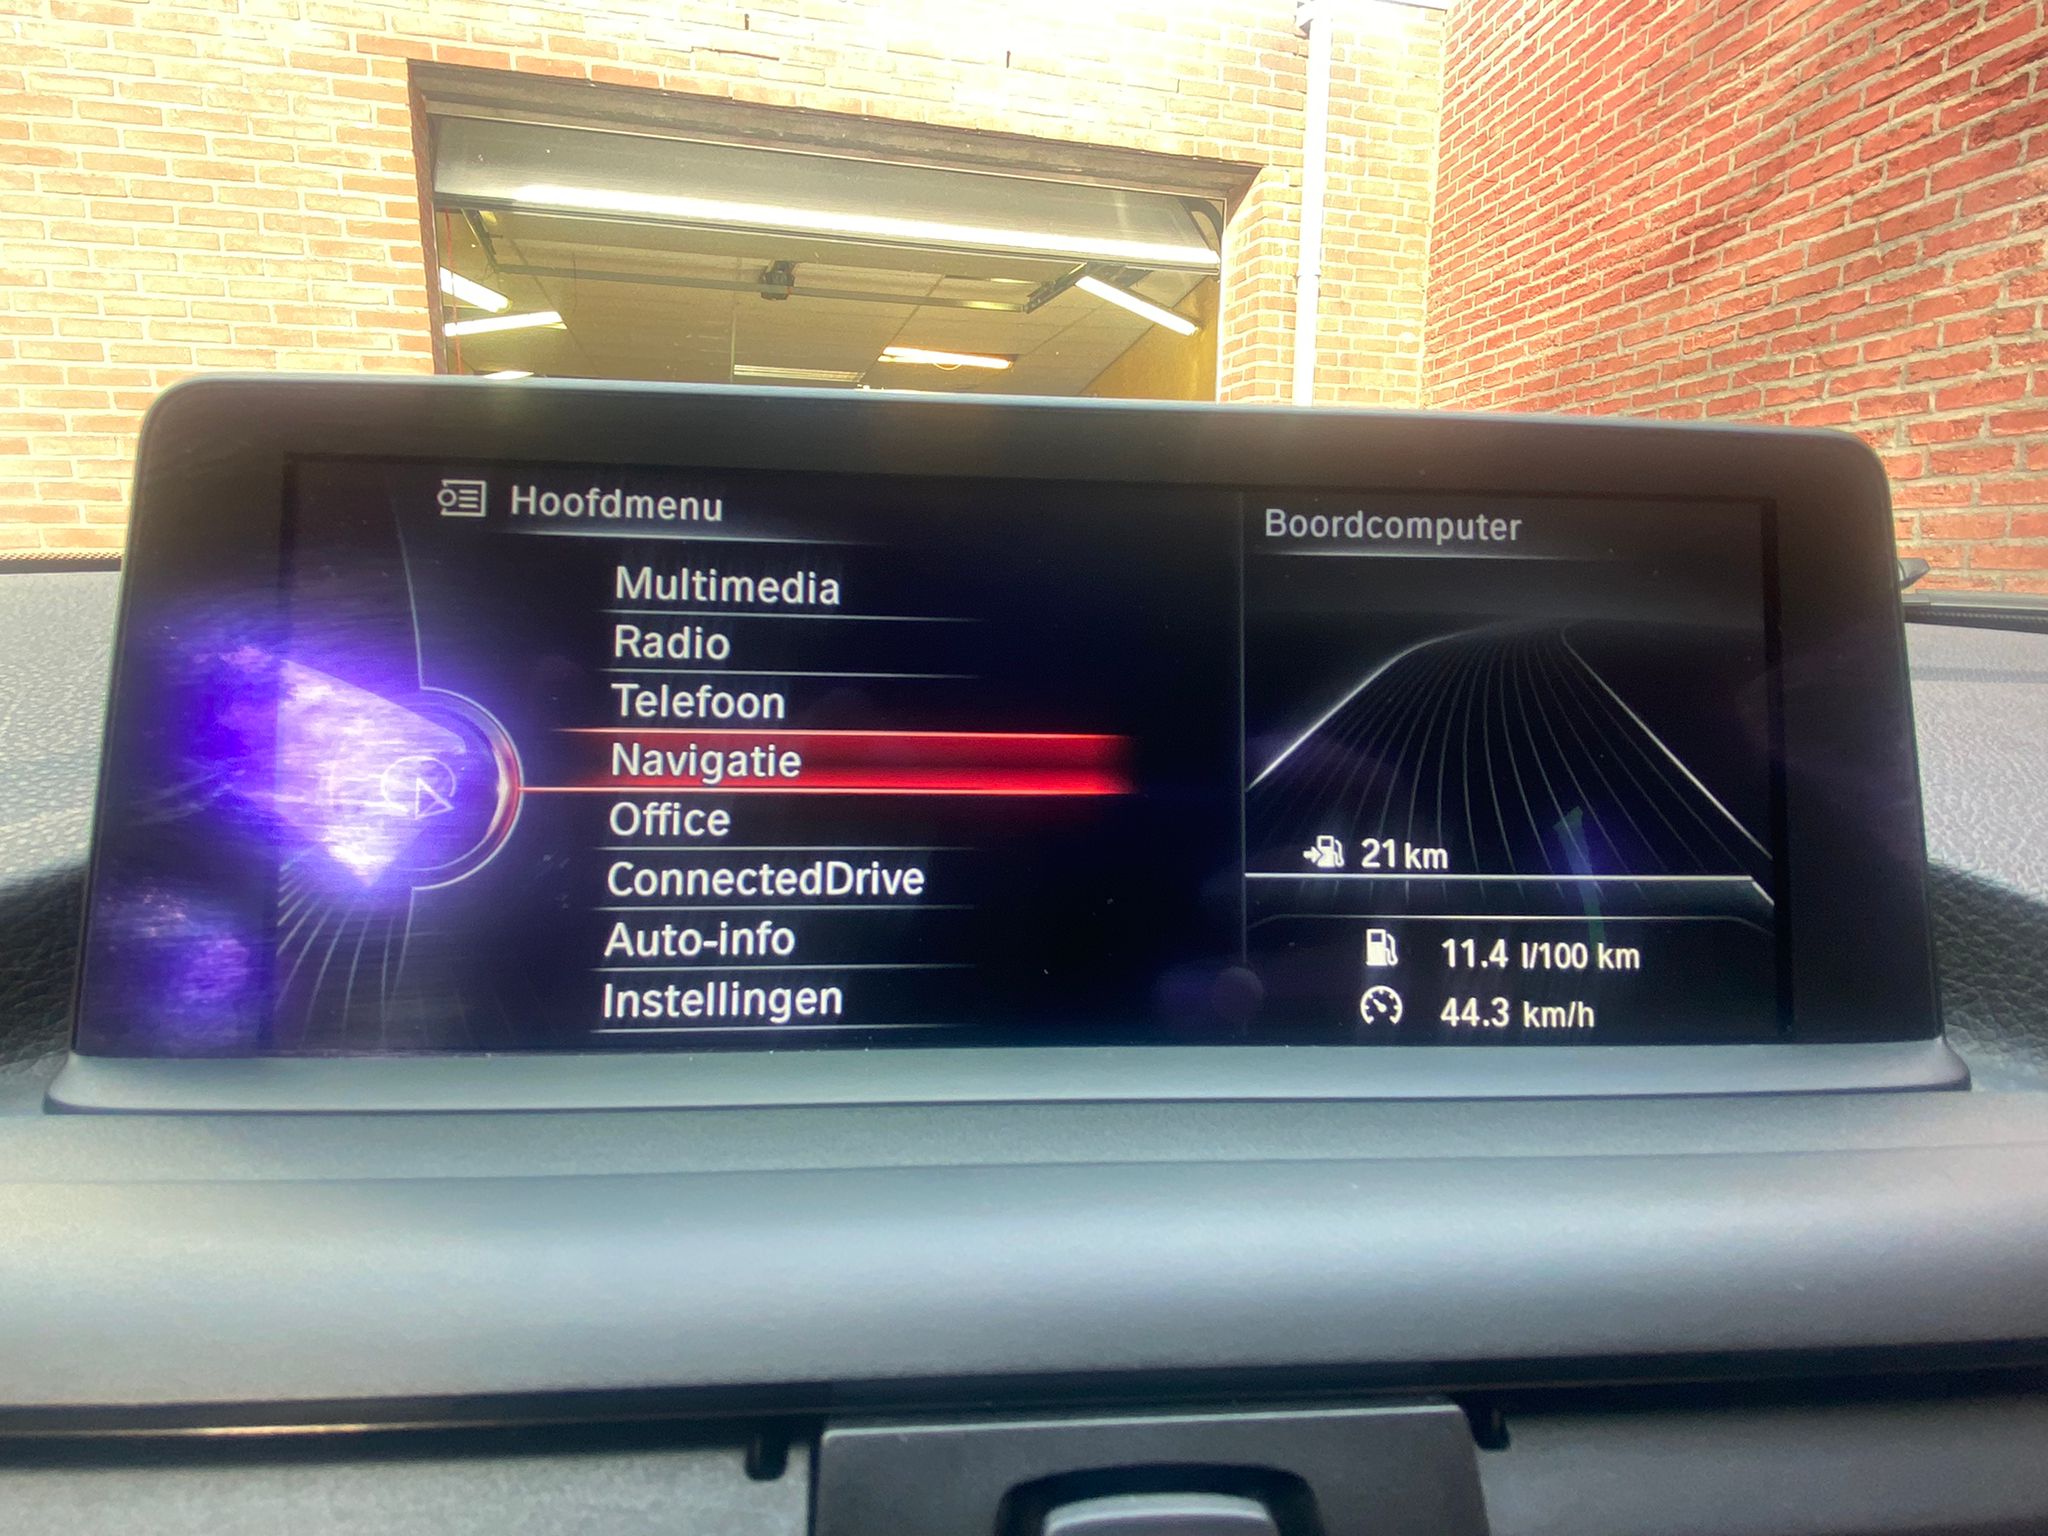 Hoofdmenu
Multimedia
Radio
Telefoon
Navigatie
Office
ConnectedDrive
Auto-info
Instellingen
Boordcomputer
21 km
11.4 l/100 km
44.3 km/h